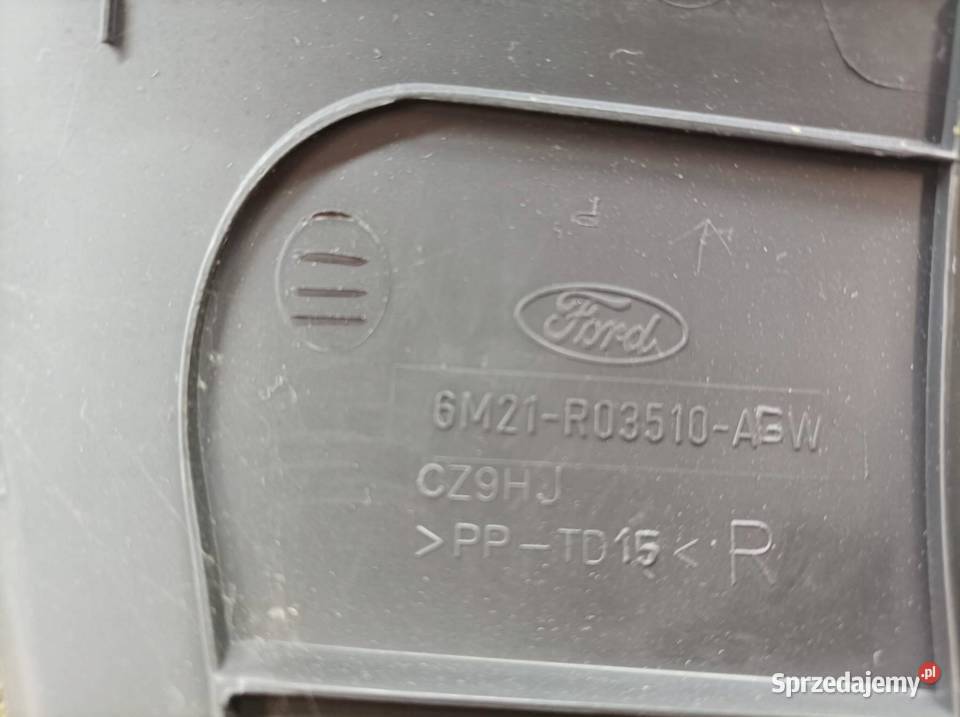 Ford
6M21-R03510-ABW
CZ9HJ
>PP-TD15< R
Sprzedajemy.pl